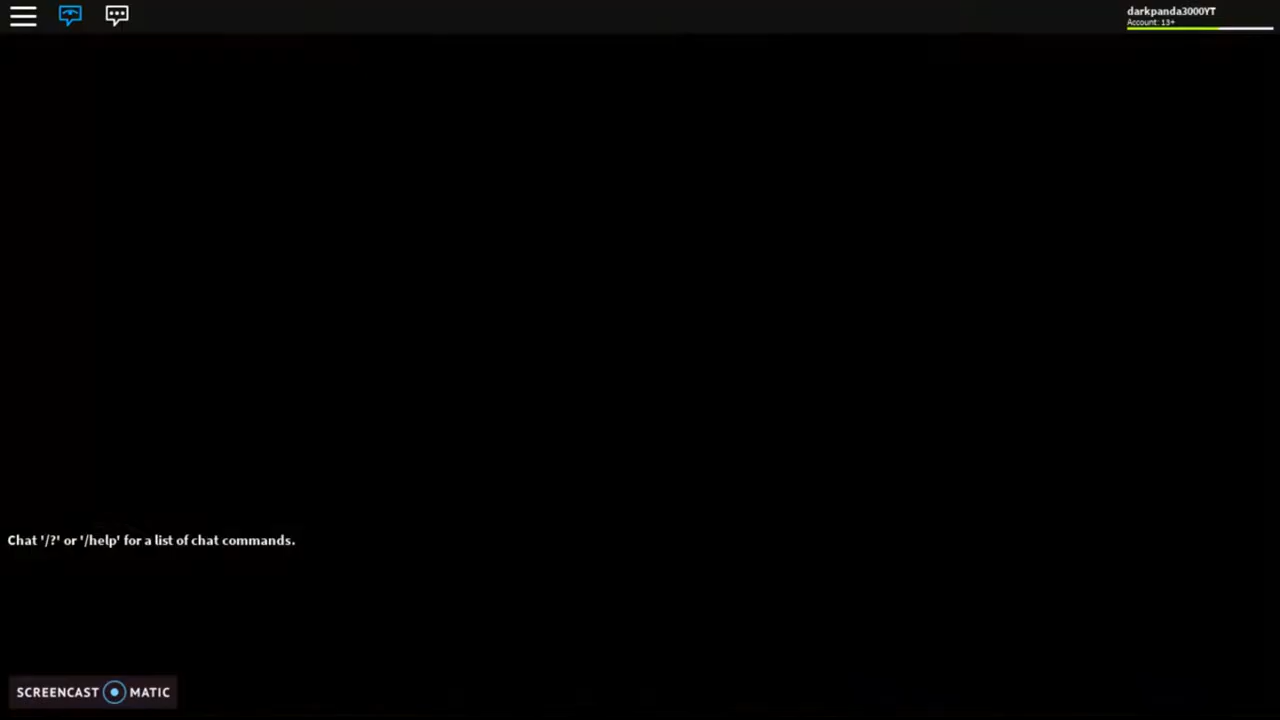 darkpanda3000YT
Account: 13+
Chat '/?' or '/help' for a list of chat commands.
SCREENCAST MATIC